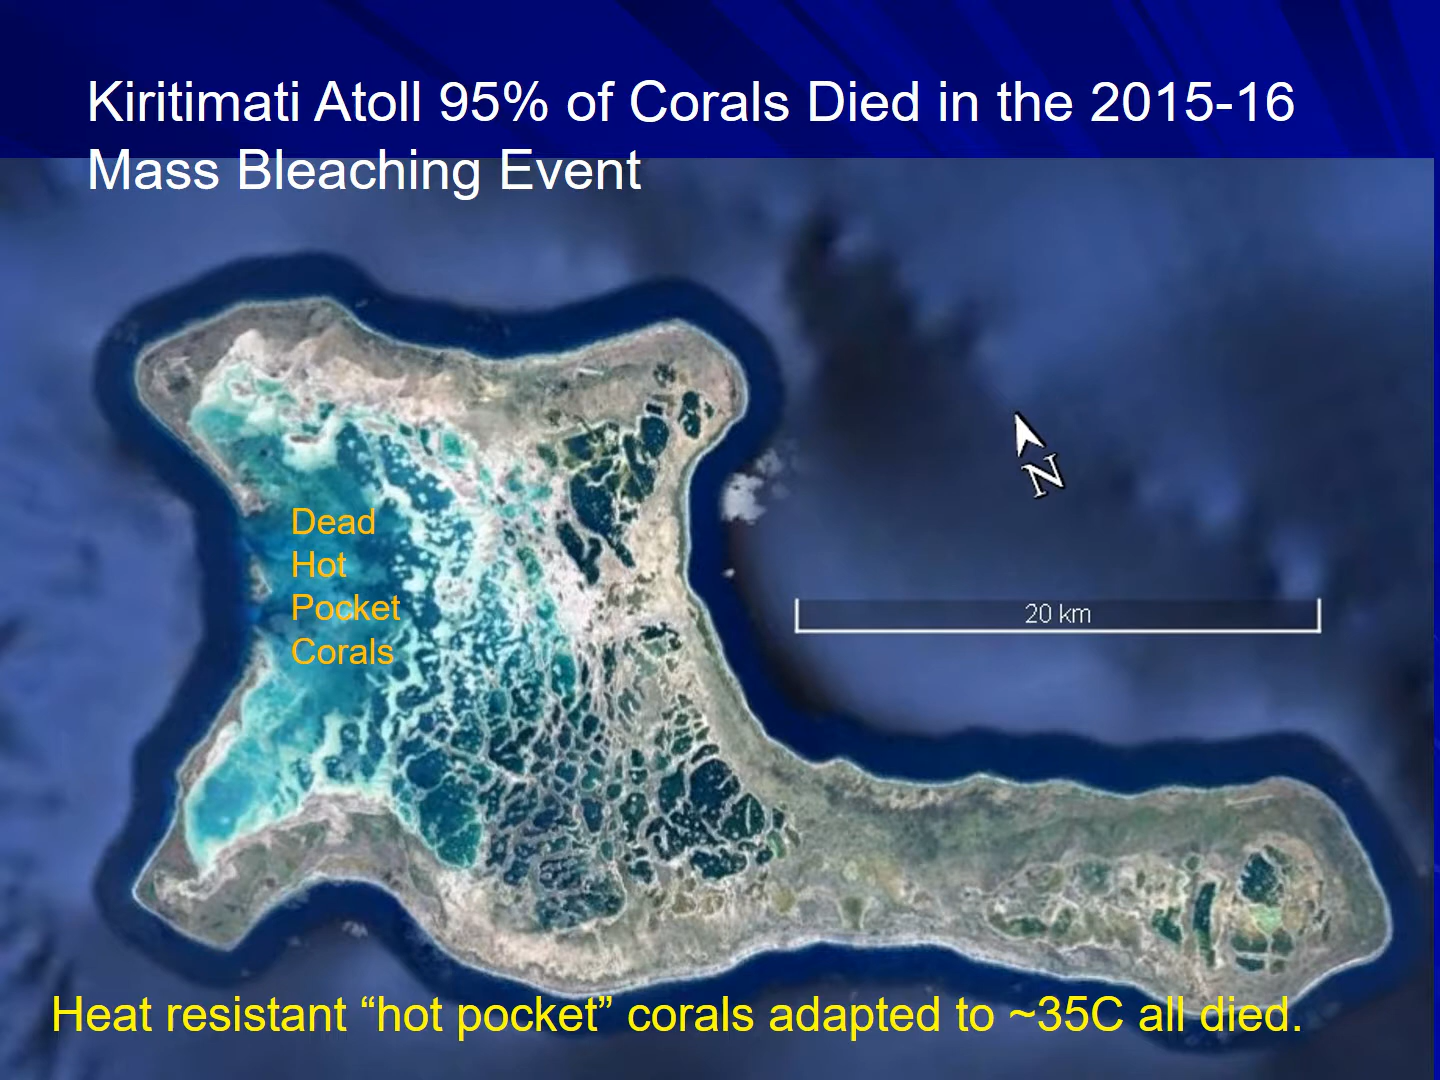 Kiritimati Atoll 95% of Corals Died in the 2015-16
Mass Bleaching Event
Dead
Hot
Pocket
Corals
N
20 km
Heat resistant “hot pocket” corals adapted to ~35C all died.